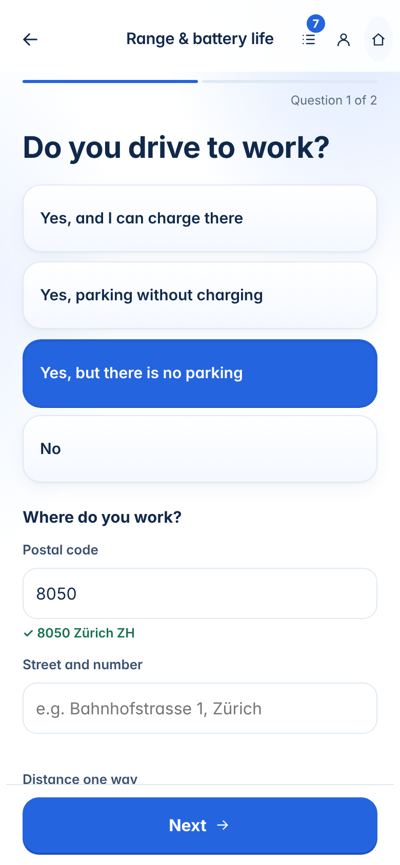 Range & battery life
7
Question 1 of 2
Do you drive to work?
Yes, and I can charge there
Yes, parking without charging
Yes, but there is no parking
No
Where do you work?
Postal code
8050
✓ 8050 Zürich ZH
Street and number
e.g. Bahnhofstrasse 1, Zürich
Distance one way
Next →